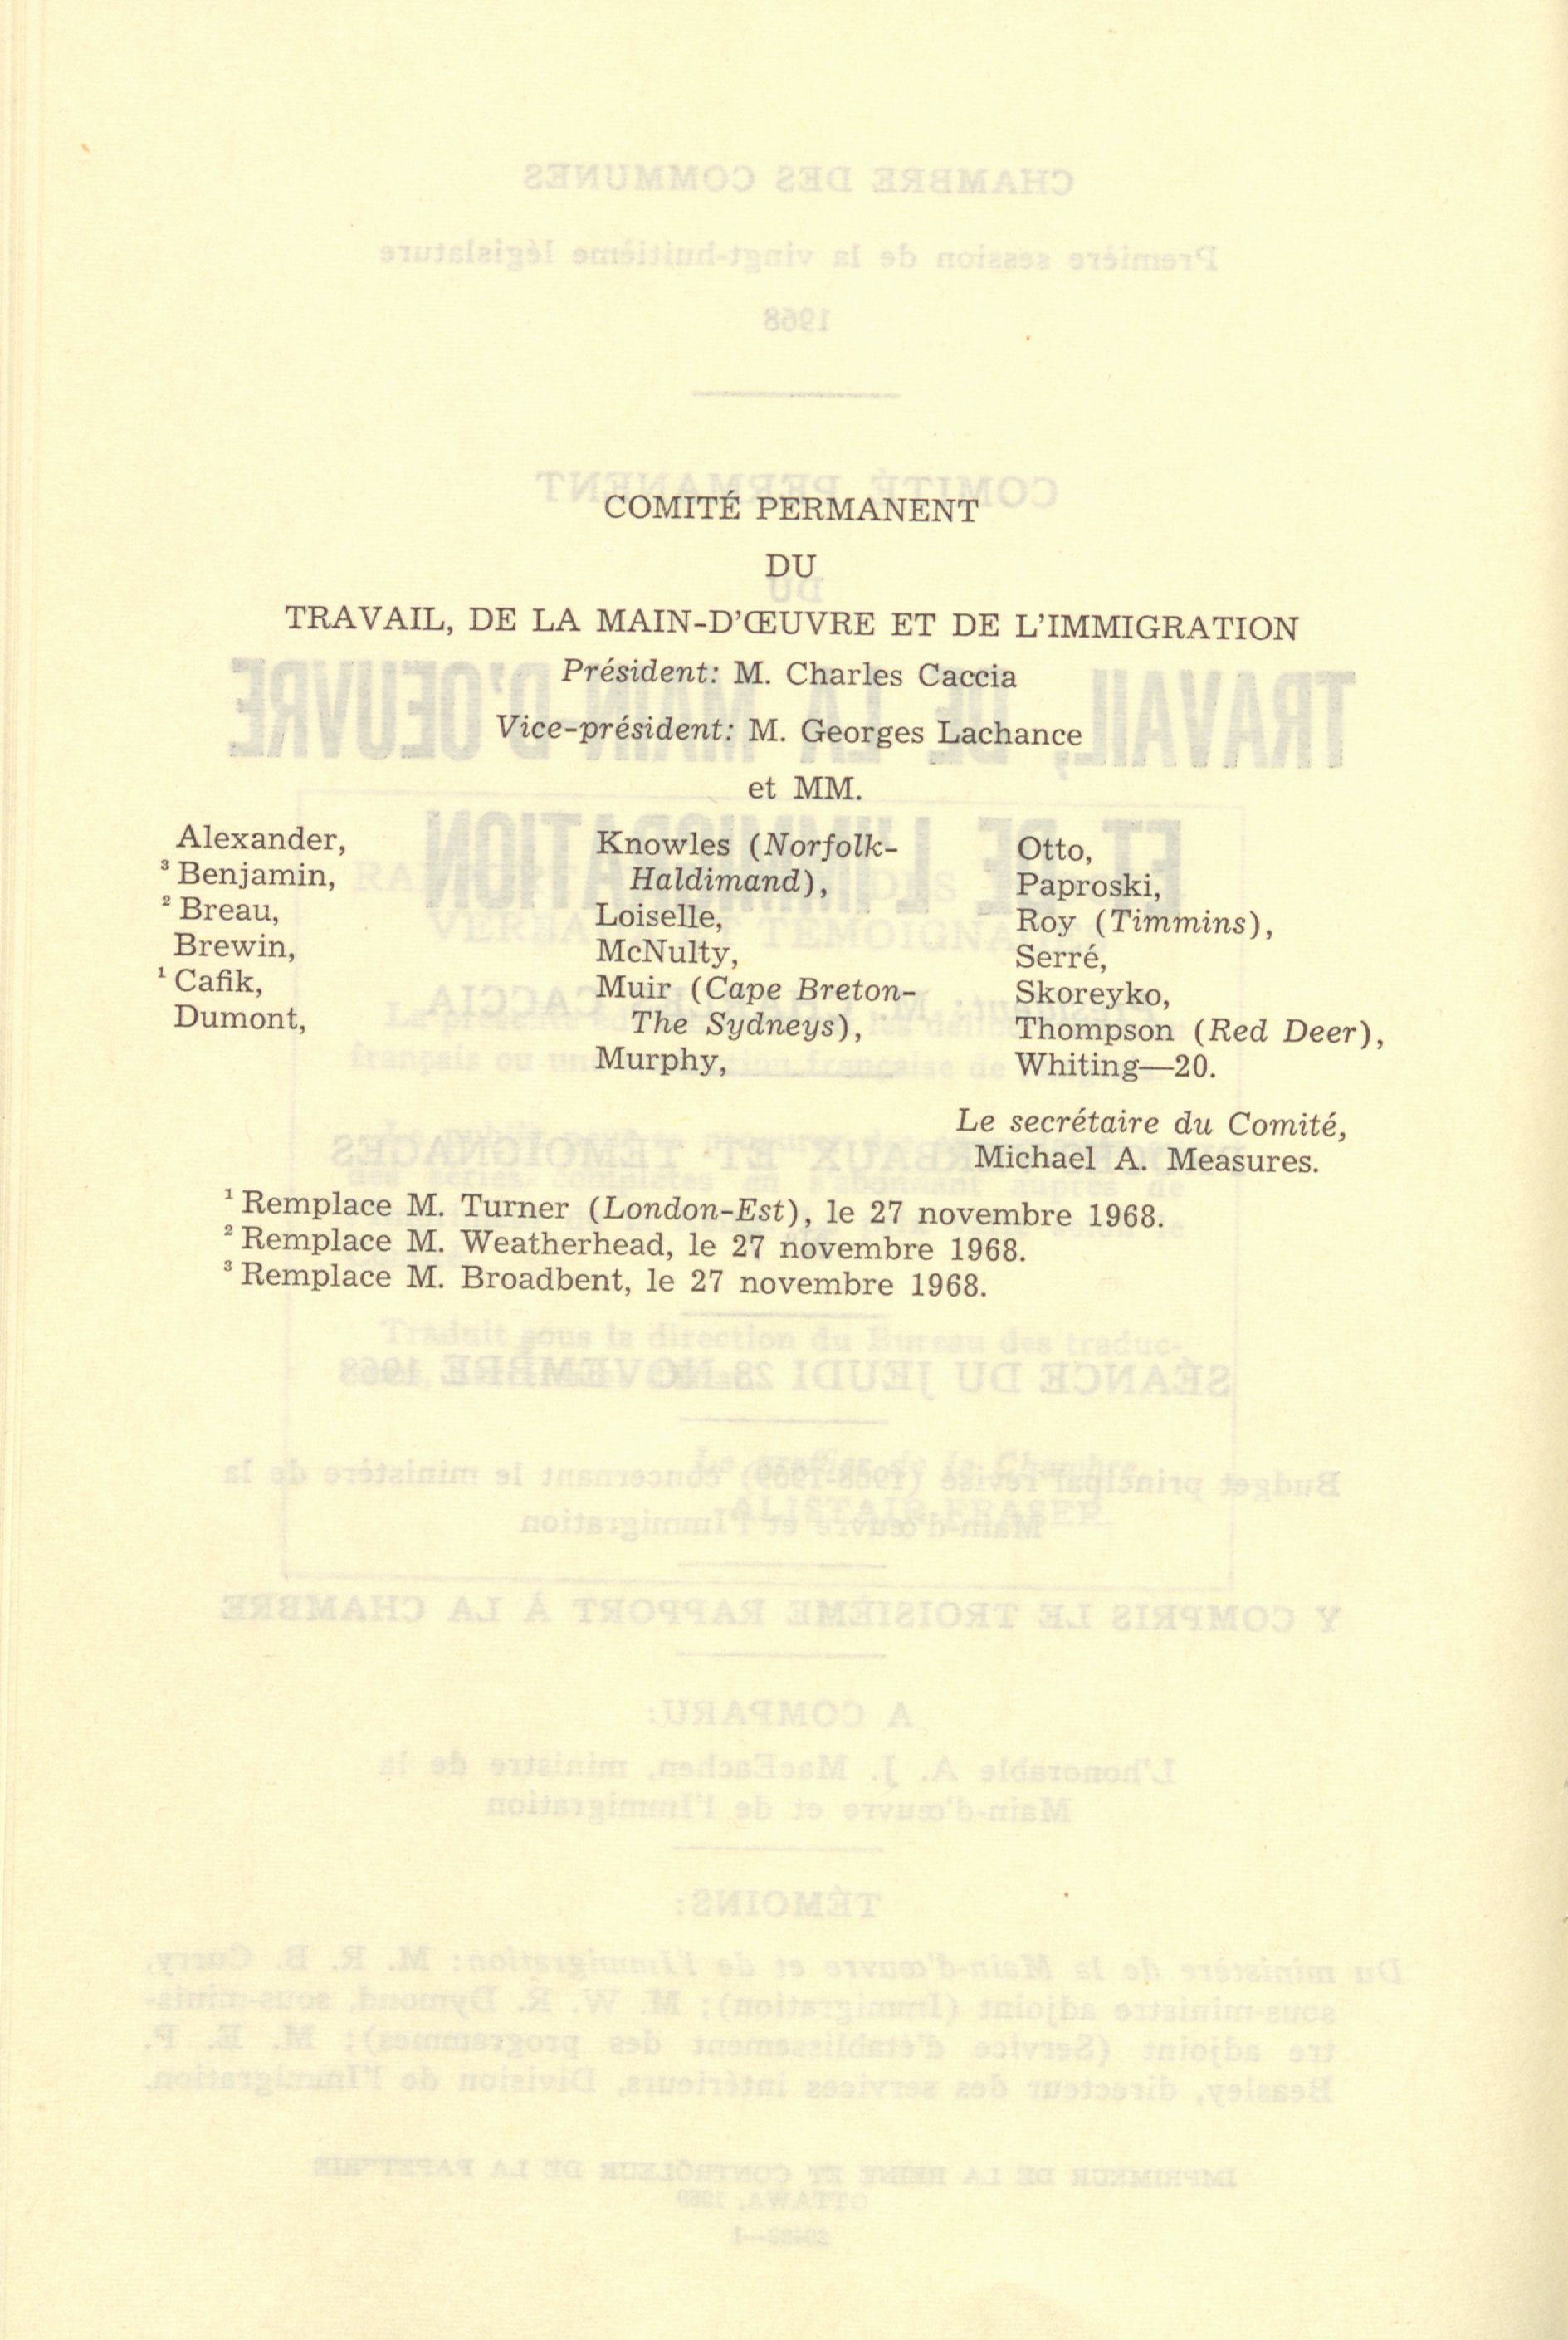 COMITÉ PERMANENT
DU
TRAVAIL, DE LA MAIN-D'ŒUVRE ET DE L'IMMIGRATION
Président: M. Charles Caccia
Vice-président: M. Georges Lachance
et MM.
Alexander,
³ Benjamin,
² Breau,
Brewin,
¹ Cafik,
Dumont,
Knowles (Norfolk-
Haldimand),
Loiselle,
McNulty,
Muir (Cape Breton-
The Sydneys),
Murphy,
Otto,
Paproski,
Roy (Timmins),
Serré,
Skoreyko,
Thompson (Red Deer),
Whiting—20.
Le secrétaire du Comité,
Michael A. Measures.
¹ Remplace M. Turner (London-Est), le 27 novembre 1968.
² Remplace M. Weatherhead, le 27 novembre 1968.
³ Remplace M. Broadbent, le 27 novembre 1968.